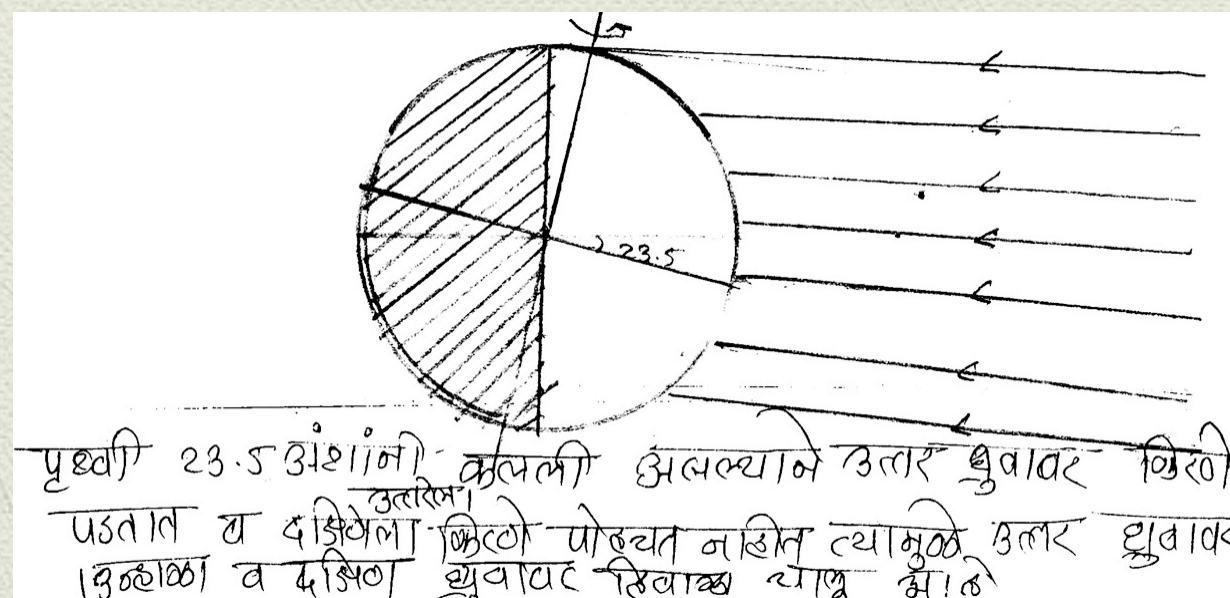 23.5
पृथ्वी 23.5 अंशांनी कललली असल्याने उत्तर ध्रुवावर किरणे
उत्तरेला
पडतात व दक्षिणेला किरणे पोहचत नाहीत त्यामुळे उत्तर ध्रुवावर
उन्हाळा व दक्षिण ध्रुवावर हिवाळा चालू आहे